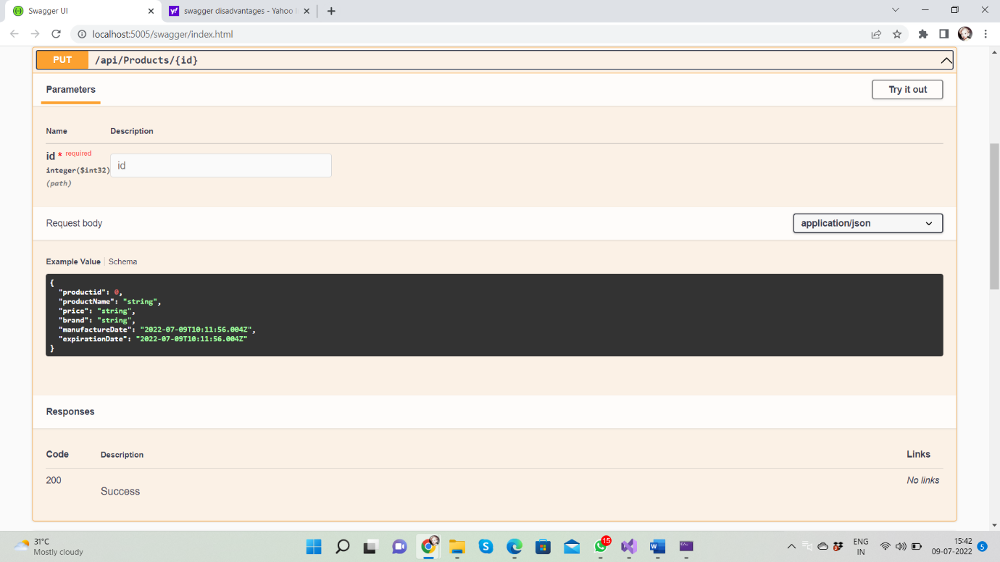 Swagger UI
swagger disadvantages - Yahoo
localhost:5005/swagger/index.html
PUT /api/Products/{id}
Parameters
Try it out
Name Description
id * required
integer($int32)
(path)
id
Request body
application/json
Example Value Schema
{
"productid": 0,
"productName": "string",
"price": "string",
"brand": "string",
"manufactureDate": "2022-07-09T10:11:56.004Z",
"expirationDate": "2022-07-09T10:11:56.004Z"
}
Responses
Code Description Links
200 No links
Success
31°C
Mostly cloudy
15
ENG
IN
15:42
09-07-2022
5